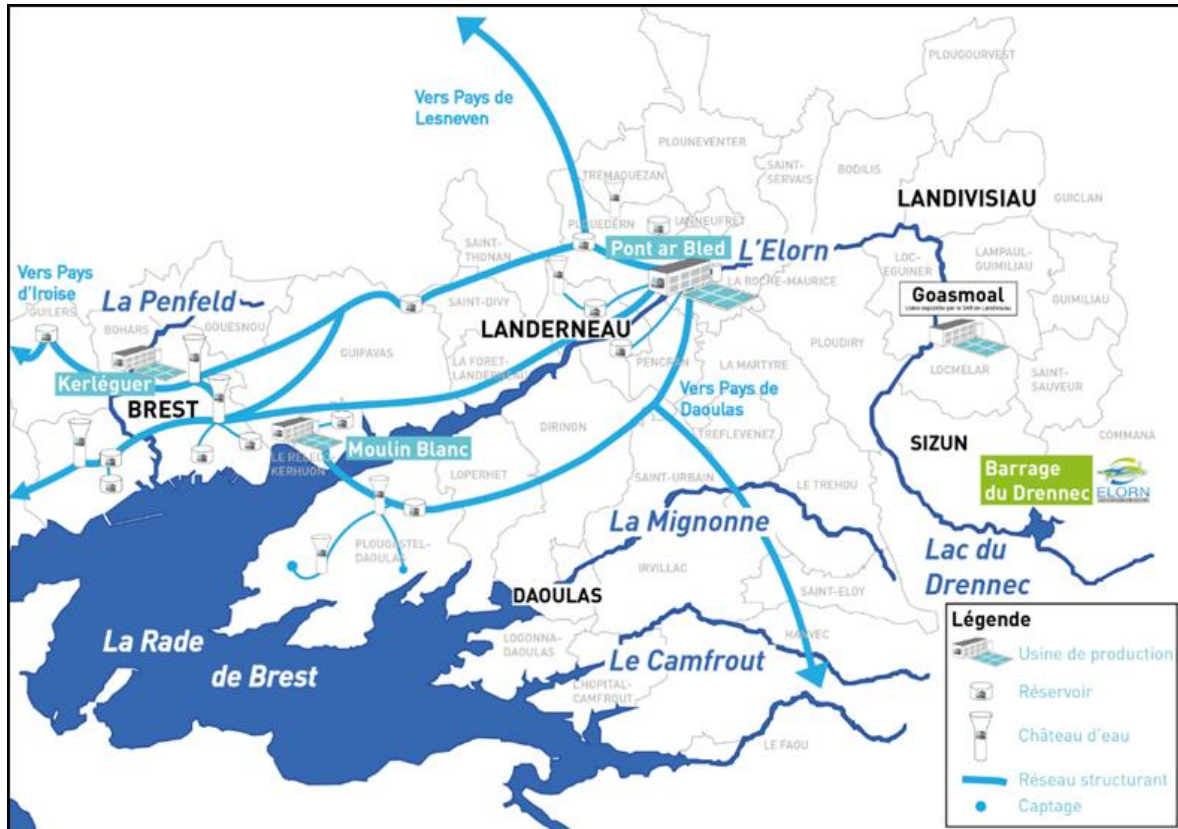 PLOUGOURVEST
Vers Pays de
Lesneven
PLOUNEVENTER
SAINT-
SERVAIS
BODILIS
TREMAOUEZAN
LANDIVISIAU
GUICLAN
PLOUEDERN
LANNEUFRET
Pont ar Bled
L'Elorn
SAINT-
THONAN
LOC-
EGUINER
LAMPAUL-
GUIMILIAU
Vers Pays
d'Iroise
La Penfeld
GUILERS
SAINT-DIVY
LA ROCHE-MAURICE
Goasmoal
GUIMILIAU
BOHARS
GOUESNOU
LANDERNEAU
GUIPAVAS
LA FORET-
LANDERNEAU
PENCRAN
LA MARTYRE
PLOUDIRY
LOCMELAR
SAINT-
SAUVEUR
Kerléguer
BREST
Vers Pays de
Daoulas
DIRINON
TREFLEVENEZ
SIZUN
COMMANA
Moulin Blanc
LE RELECQ-
KERHUON
LOPERHET
SAINT-URBAIN
LE TREHOU
Barrage
du Drennec
ELORN
La Mignonne
Lac du
Drennec
PLOUGASTEL-
DAOULAS
IRVILLAC
DAOULAS
SAINT-ELOY
Légende
Usine de production
Réservoir
Château d'eau
Réseau structurant
Captage
La Rade
de Brest
LOGONNA-
DAOULAS
HANVEC
Le Camfrout
L'HOPITAL-
CAMFROUT
LE FAOU